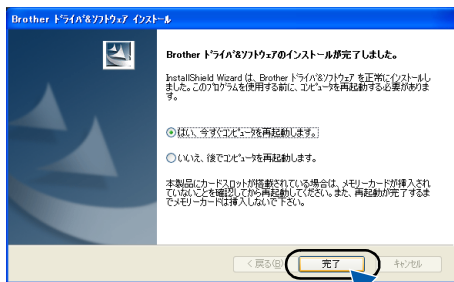 Brother ﾄﾞﾗｲﾊﾞ&ｿﾌﾄｳｪｱ ｲﾝｽﾄｰﾙ
Brother ﾄﾞﾗｲﾊﾞ&ｿﾌﾄｳｪｱのインストールが完了しました。
InstallShield Wizard は、Brother ﾄﾞﾗｲﾊﾞ&ｿﾌﾄｳｪｱ を正常にｲﾝｽﾄｰﾙし
ました。このﾌﾟﾛｸﾞﾗﾑを使用する前に、ｺﾝﾋﾟｭｰﾀを再起動する必要がありま
す。
はい、今すぐｺﾝﾋﾟｭｰﾀを再起動します。
いいえ、後でｺﾝﾋﾟｭｰﾀを再起動します。
本製品にカードスロットが搭載されている場合は、メモリーカードが挿入され
ていないことを確認してから再起動してください。また、再起動が完了するま
でメモリーカードは挿入しないで下さい。
< 戻る(B) 完了 ｷｬﾝｾﾙ